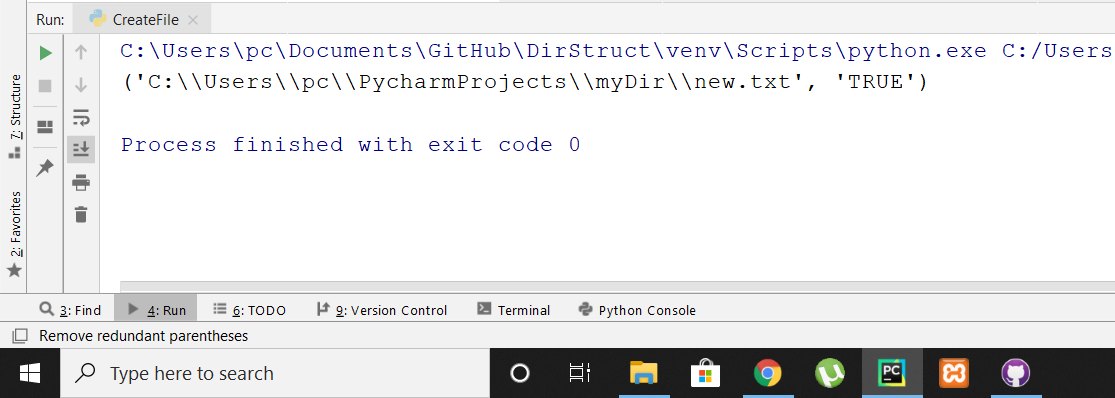 Run: CreateFile
C:\Users\pc\Documents\GitHub\DirStruct\venv\Scripts\python.exe C:/Users
('C:\\Users\\pc\\PycharmProjects\\myDir\\new.txt', 'TRUE')
Process finished with exit code 0
7: Structure
2: Favorites
3: Find 4: Run 6: TODO 9: Version Control Terminal Python Console
Remove redundant parentheses
Type here to search
PC